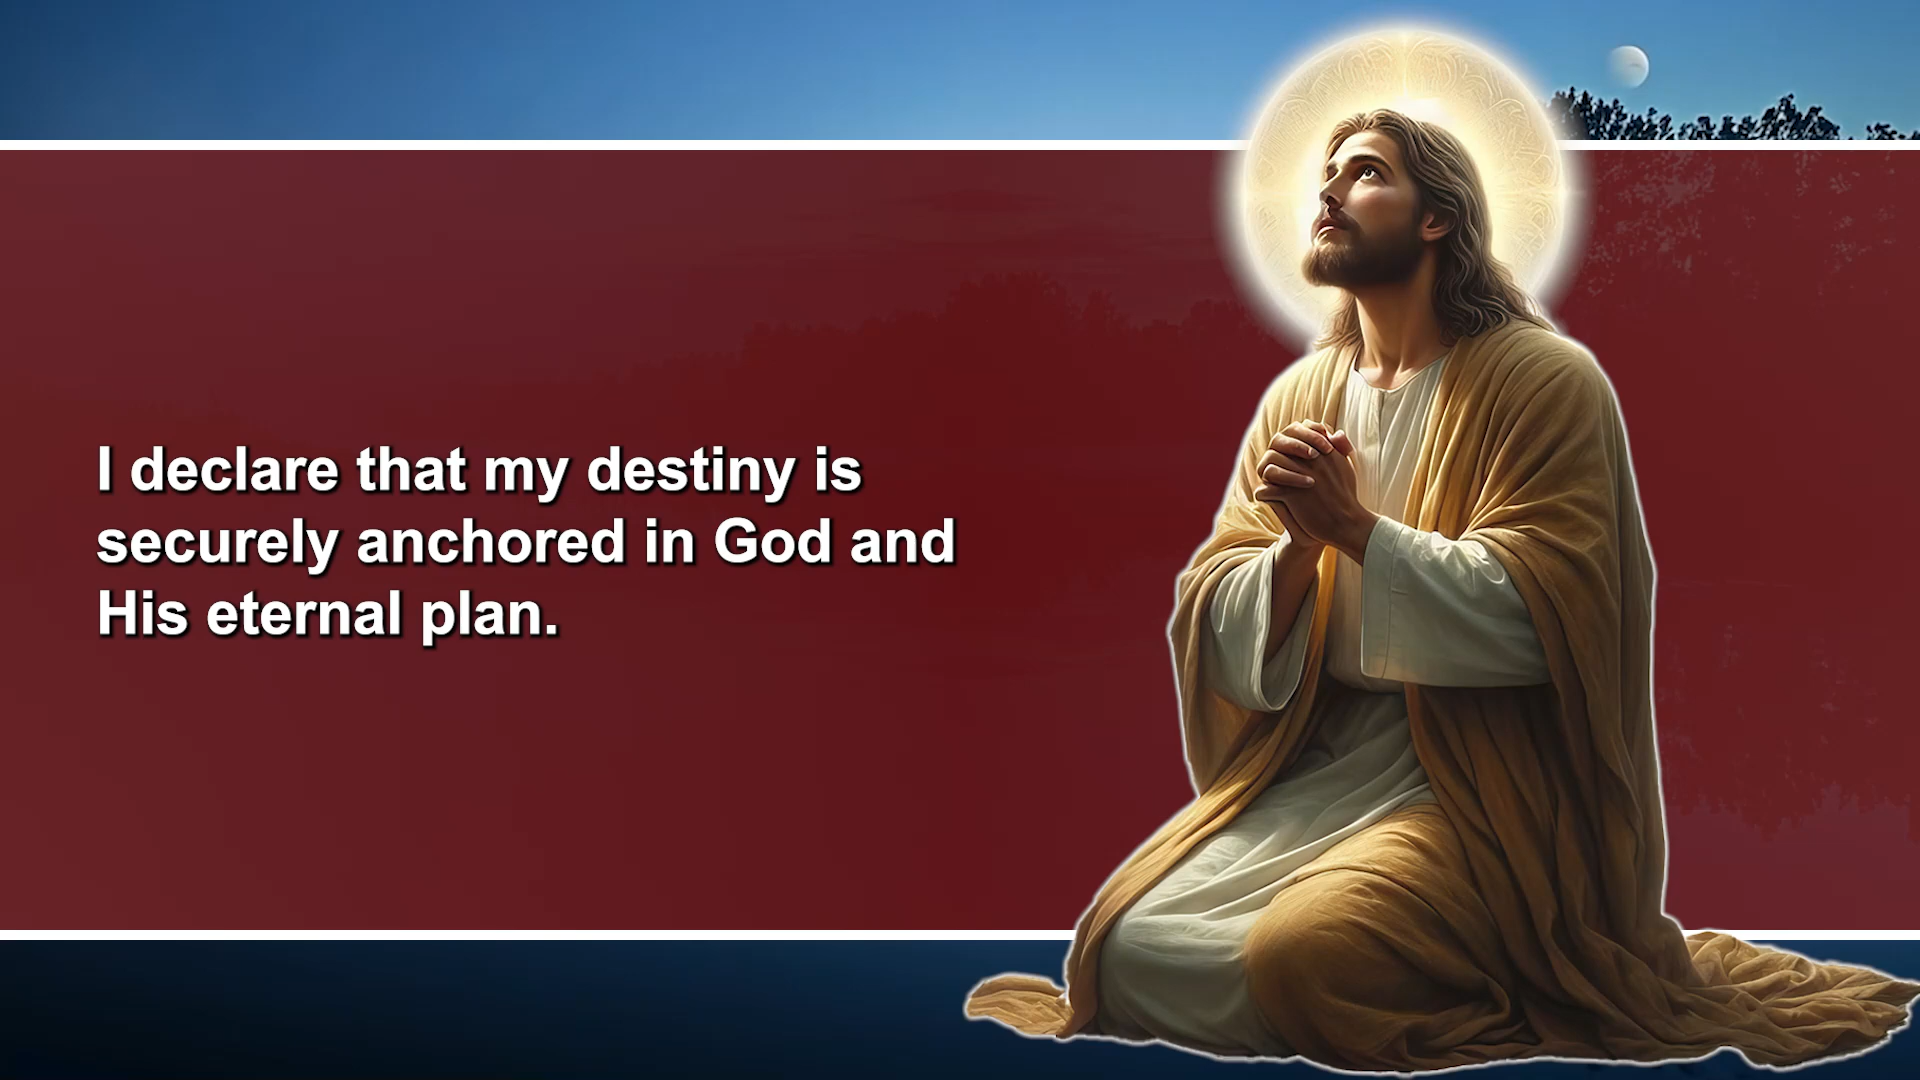 I declare that my destiny is
securely anchored in God and
His eternal plan.